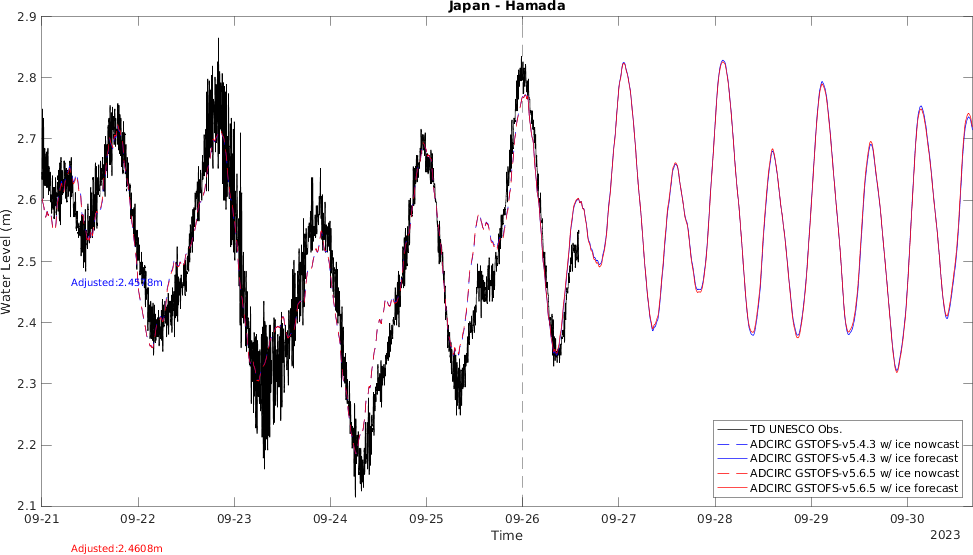 Japan - Hamada
2.9
2.8
2.7
2.6
2.5
2.4
2.3
2.2
2.1
Water Level (m)
TD UNESCO Obs.
ADCIRC GSTOFS-v5.4.3 w/ ice nowcast
ADCIRC GSTOFS-v5.4.3 w/ ice forecast
ADCIRC GSTOFS-v5.6.5 w/ ice nowcast
ADCIRC GSTOFS-v5.6.5 w/ ice forecast
09-21 09-22 09-23 09-24 09-25 09-26 09-27 09-28 09-29 09-30
Time
2023
Adjusted:2.4608m